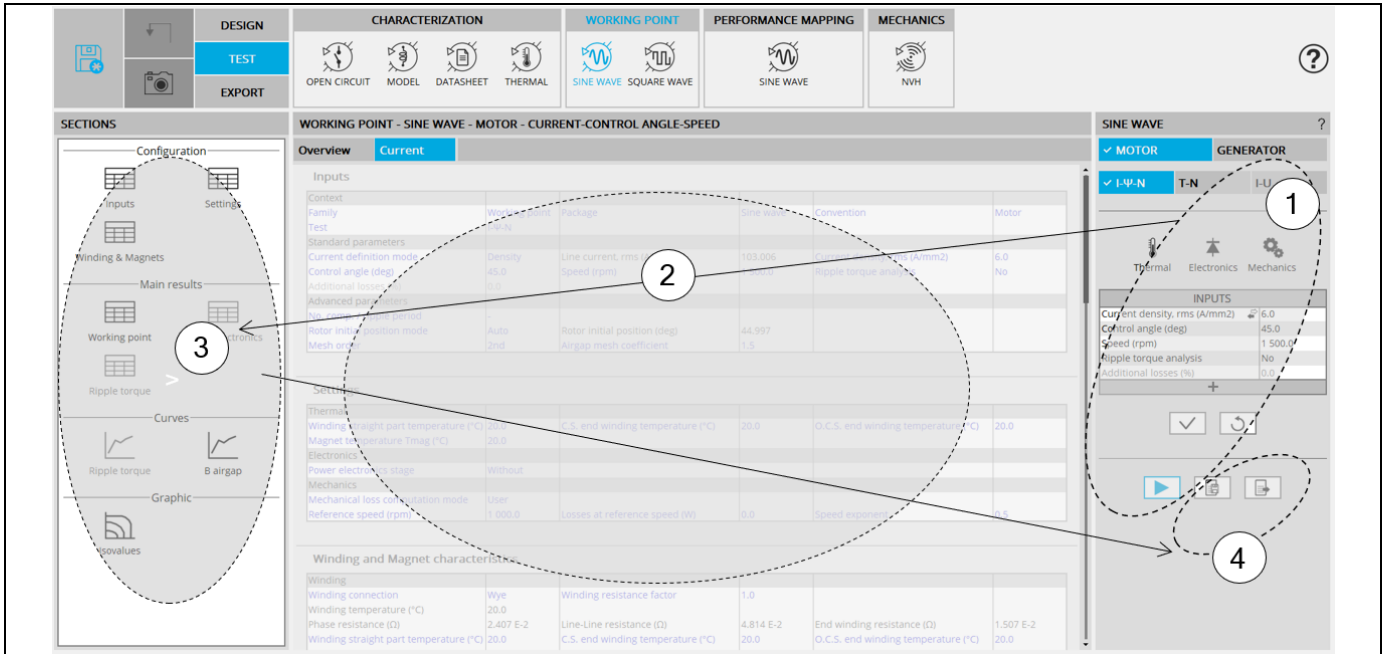 DESIGN
TEST
EXPORT
CHARACTERIZATION
OPEN CIRCUIT MODEL DATASHEET THERMAL
WORKING POINT
SINE WAVE SQUARE WAVE
PERFORMANCE MAPPING
SINE WAVE
MECHANICS
NVH
?
SECTIONS
Configuration
Inputs Settings
Winding & Magnets
Main results
Working point
Ripple torque
>
Curves
Ripple torque B airgap
Graphic
Isovalues
3
WORKING POINT - SINE WAVE - MOTOR - CURRENT-CONTROL ANGLE-SPEED
Overview Current
Inputs
Context
Family Working point Package Sine wave Convention Motor
Test I-Ψ-N
Standard parameters
Current definition mode Density Line current, rms 103.006 Current density, rms (A/mm2) 6.0
Control angle (deg) 45.0 Speed (rpm) 1 500.0 Ripple torque analysis No
Additional losses (%) 0.0
Advanced parameters
No. comp. / ripple period -
Rotor initial position mode Auto Rotor initial position (deg) 44.997
Mesh order 2nd Airgap mesh coefficient 1.5
2
Settings
Thermal
Winding straight part temperature (°C) 20.0 C.S. end winding temperature (°C) 20.0 O.C.S. end winding temperature (°C) 20.0
Magnet temperature Tmag (°C) 20.0
Electronics
Power electronics stage Without
Mechanics
Mechanical loss computation mode User
Reference speed (rpm) 1 000.0 Losses at reference speed (W) 0.0 Speed exponent 0.5
Winding and Magnet characteristics
Winding
Winding connection Wye Winding resistance factor 1.0
Winding temperature (°C) 20.0
Phase resistance (Ω) 2.407 E-2 Line-Line resistance (Ω) 4.814 E-2 End winding resistance (Ω) 1.507 E-2
Winding straight part temperature (°C) 20.0 C.S. end winding temperature (°C) 20.0 O.C.S. end winding temperature (°C) 20.0
SINE WAVE ?
MOTOR GENERATOR
I-Ψ-N T-N I-U
1
Thermal Electronics Mechanics
INPUTS
Current density, rms (A/mm2) 6.0
Control angle (deg) 45.0
Speed (rpm) 1 500.0
Ripple torque analysis No
Additional losses (%) 0.0
+
4